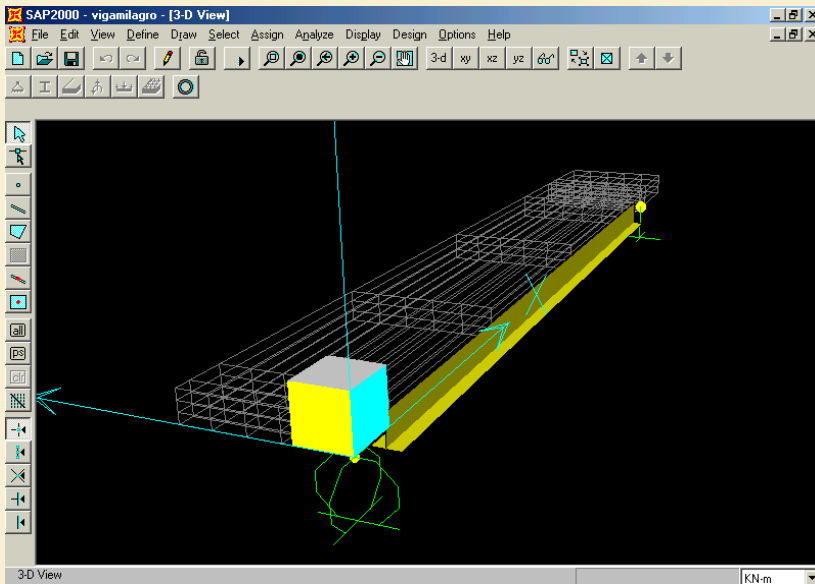 SAP2000 - vigamilagro - [3-D View]
File Edit View Define Draw Select Assign Analyze Display Design Options Help
3-d xy xz yz
X
all
ps
clr
3-D View
KN-m